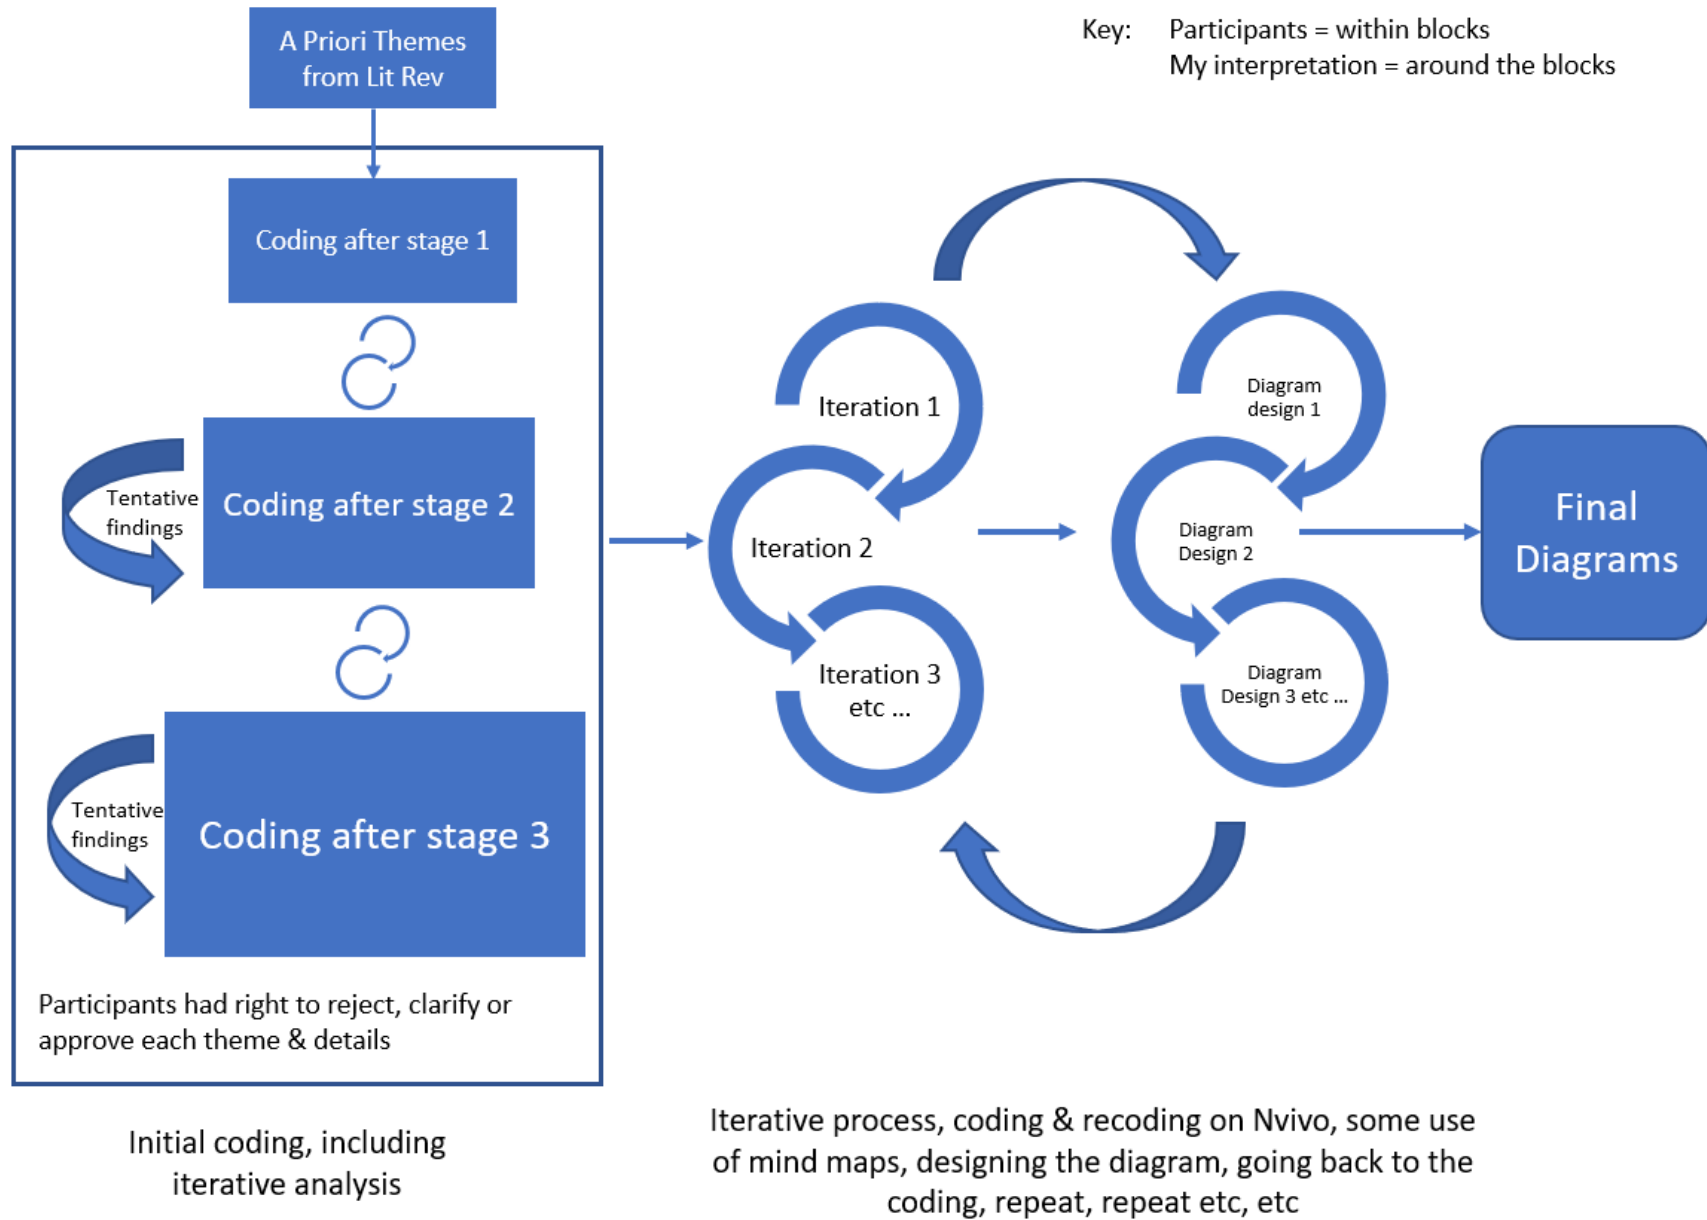 A Priori Themes
from Lit Rev
Key: Participants = within blocks
My interpretation = around the blocks
Coding after stage 1
Tentative
findings
Coding after stage 2
Tentative
findings
Coding after stage 3
Participants had right to reject, clarify or
approve each theme & details
Initial coding, including
iterative analysis
Iteration 1
Iteration 2
Iteration 3
etc ...
Diagram
design 1
Diagram
Design 2
Diagram
Design 3 etc ...
Final
Diagrams
Iterative process, coding & recoding on Nvivo, some use
of mind maps, designing the diagram, going back to the
coding, repeat, repeat etc, etc